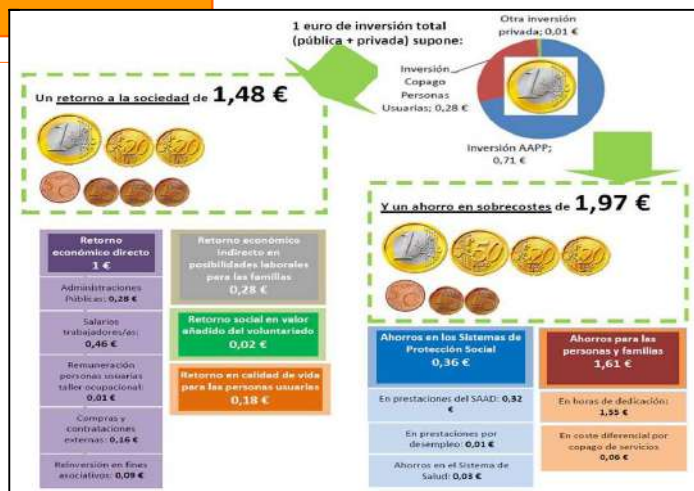 1 euro de inversión total
(pública + privada) supone:
Otra inversión
privada; 0,01 €
Inversión
Copago
Personas
Usuarias; 0,28 €
Inversión AAPP;
0,71 €
Un retorno a la sociedad de 1,48 €
Y un ahorro en sobrecostes de 1,97 €
Retorno
económico directo
1 €
Administraciones
Públicas: 0,28 €
Salarios
trabajadores/as:
0,46 €
Remuneración
personas usuarias
taller ocupacional:
0,01 €
Compras y
contrataciones
externas: 0,16 €
Reinversión en fines
asociativos: 0,09 €
Retorno económico
indirecto en
posibilidades laborales
para las familias
0,28 €
Retorno social en valor
añadido del voluntariado
0,02 €
Retorno en calidad de vida
para las personas usuarias
0,18 €
Ahorros en los Sistemas de
Protección Social
0,36 €
En prestaciones del SAAD: 0,32
€
En prestaciones por
desempleo: 0,01 €
Ahorros en el Sistema de
Salud: 0,03 €
Ahorros para las
personas y familias
1,61 €
En horas de dedicación:
1,55 €
En coste diferencial por
copago de servicios
0,06 €